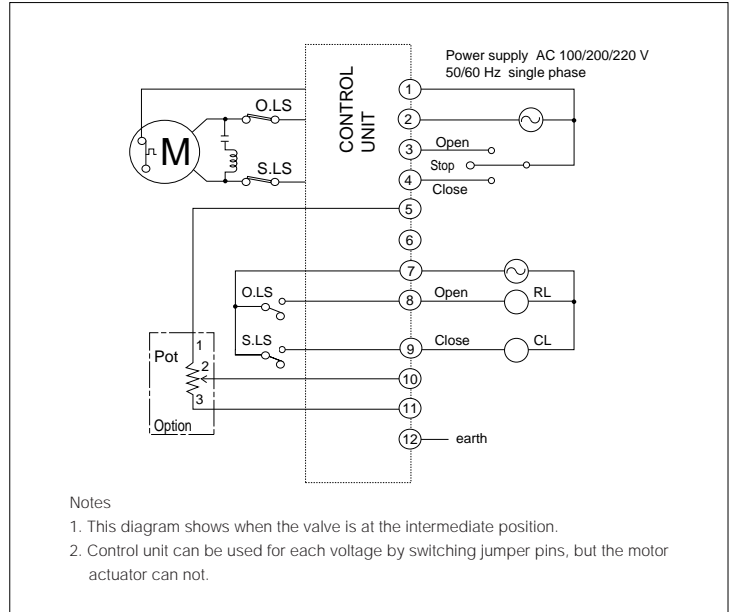 Power supply AC 100/200/220 V
50/60 Hz single phase
CONTROL
UNIT
1
O.LS
2
M
3
Open
Stop
S.LS
4
Close
5
6
7
O.LS
8
Open
RL
S.LS
9
Close
CL
Pot
1
2
3
Option
10
11
12
earth
Notes
1. This diagram shows when the valve is at the intermediate position.
2. Control unit can be used for each voltage by switching jumper pins, but the motor
actuator can not.